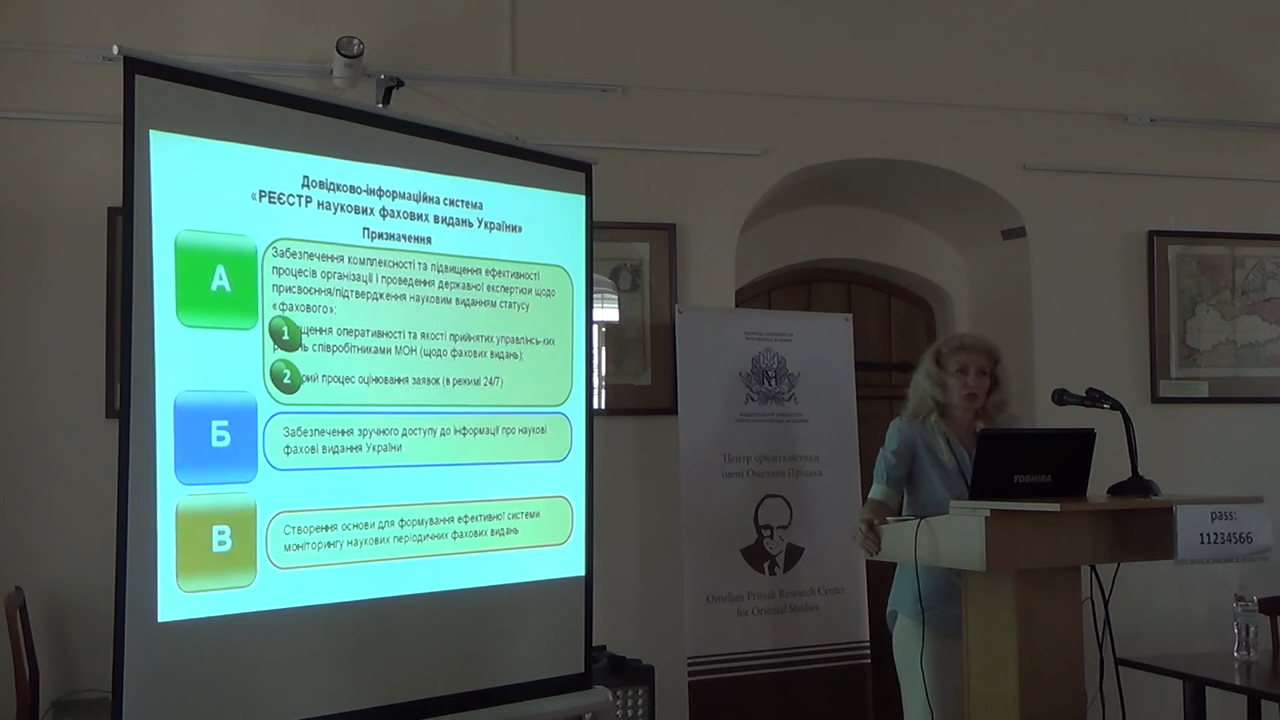 Довідково-інформаційна система
«РЕЄСТР наукових фахових видань України»
Призначення
А
Забезпечення комплексності та підвищення ефективності
процесів організації і проведення державної експертизи щодо
присвоєння/підтвердження науковим виданням статусу
«фахового»:
1
щення оперативності та якості прийнятих управлінсь-ких
співробітниками МОН (щодо фахових видань);
2
рий процес оцінювання заявок (в режимі 24/7)
Б
Забезпечення зручного доступу до інформації про наукові
фахові видання України
В
Створення основи для формування ефективної системи
моніторингу наукових періодичних фахових видань
Центр орієнталістики
імені Омеляна Пріцака
Omeljan Pritsak Research Center
for Oriental Studies
TOSHIBA
pass:
11234566